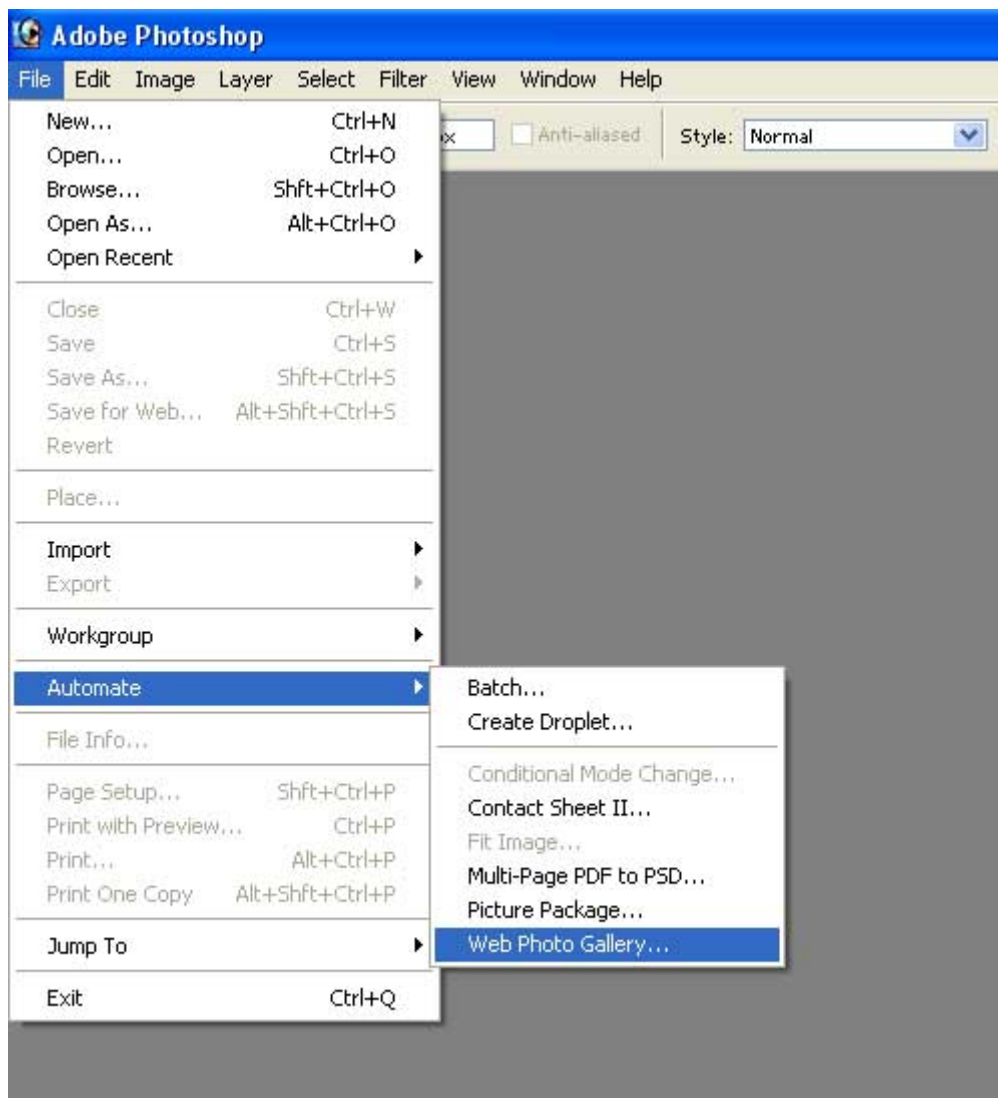 Adobe Photoshop
File Edit Image Layer Select Filter View Window Help
x Anti-aliased Style: Normal
New... Ctrl+N
Open... Ctrl+O
Browse... Shft+Ctrl+O
Open As... Alt+Ctrl+O
Open Recent
Close Ctrl+W
Save Ctrl+S
Save As... Shft+Ctrl+S
Save for Web... Alt+Shft+Ctrl+S
Revert
Place...
Import
Export
Workgroup
Automate
File Info...
Page Setup... Shft+Ctrl+P
Print with Preview... Ctrl+P
Print... Alt+Ctrl+P
Print One Copy Alt+Shft+Ctrl+P
Jump To
Exit Ctrl+Q
Batch...
Create Droplet...
Conditional Mode Change...
Contact Sheet II...
Fit Image...
Multi-Page PDF to PSD...
Picture Package...
Web Photo Gallery...